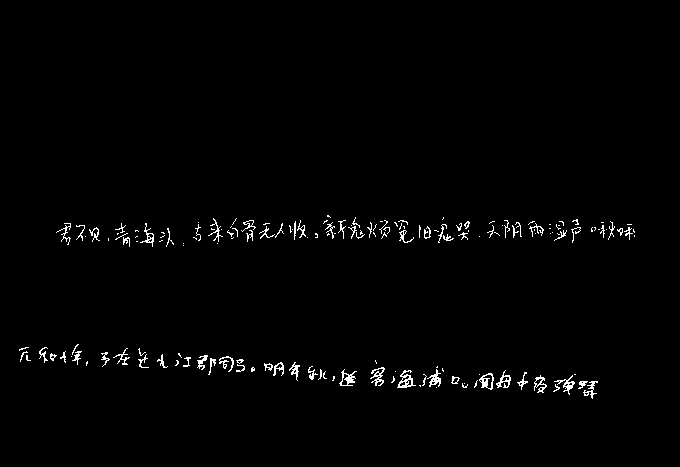 君不见,青海头,古来白骨无人收。新鬼烦冤旧鬼哭,天阴雨湿声啾啾
元和十年,予左迁九江郡司马。明年秋,送客湓浦口,闻舟中夜弹琵琶